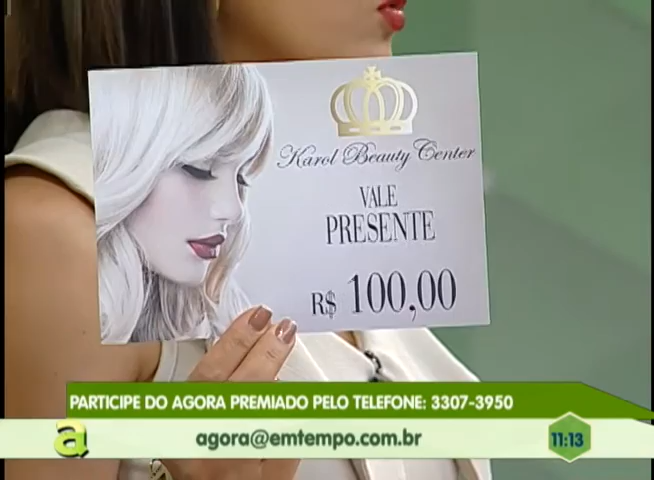 Karol Beauty Center
VALE
PRESENTE
R$ 100,00
PARTICIPE DO AGORA PREMIADO PELO TELEFONE: 3307-3950
a
agora@emtempo.com.br
11:13